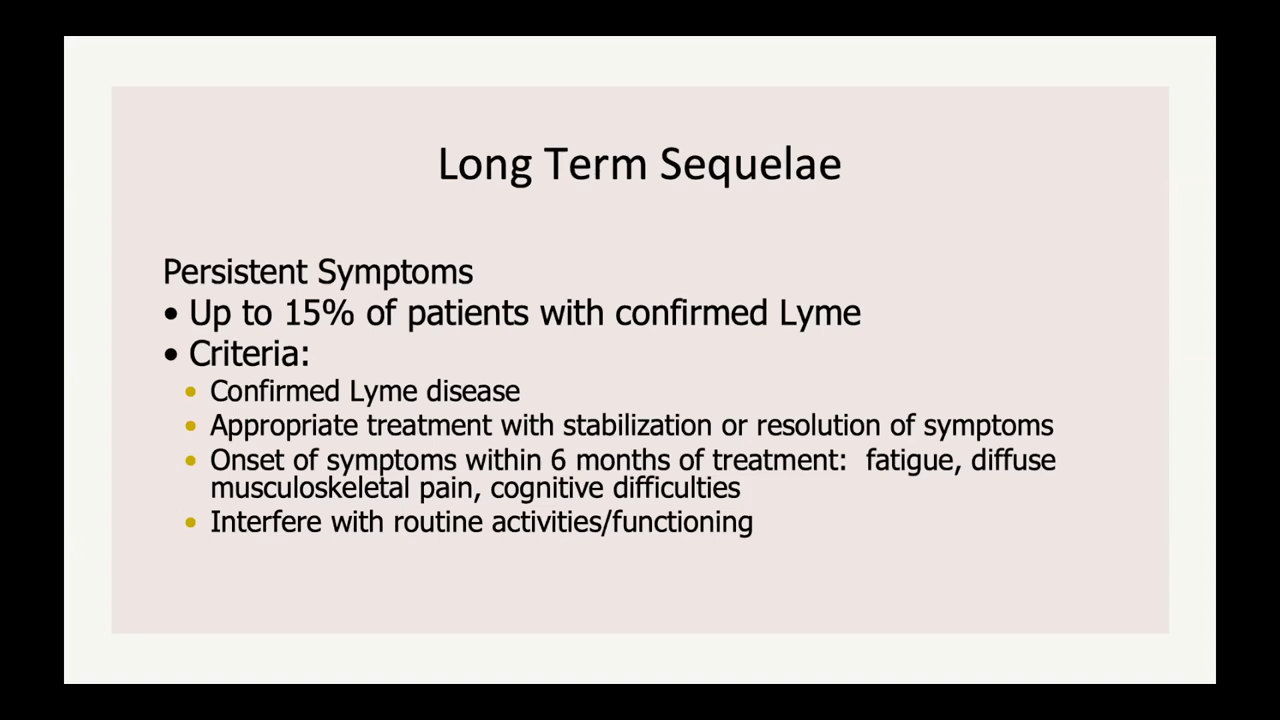 Long Term Sequelae
Persistent Symptoms
• Up to 15% of patients with confirmed Lyme
• Criteria:
• Confirmed Lyme disease
• Appropriate treatment with stabilization or resolution of symptoms
• Onset of symptoms within 6 months of treatment:  fatigue, diffuse
musculoskeletal pain, cognitive difficulties
• Interfere with routine activities/functioning